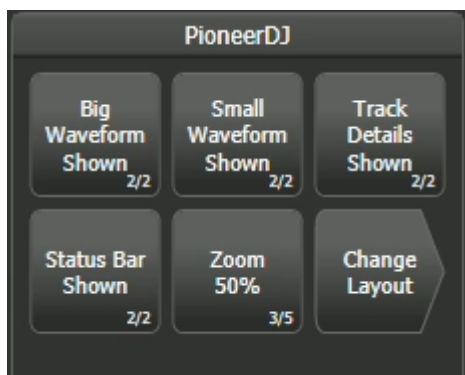 PioneerDJ
Big
Waveform
Shown
2/2
Small
Waveform
Shown
2/2
Track
Details
Shown
2/2
Status Bar
Shown
2/2
Zoom
50%
3/5
Change
Layout